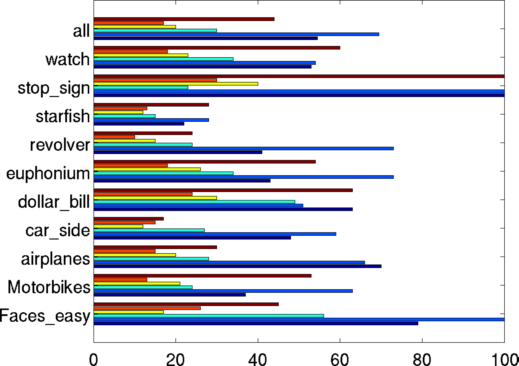 all
watch
stop_sign
starfish
revolver
euphonium
dollar_bill
car_side
airplanes
Motorbikes
Faces_easy
0 20 40 60 80 100